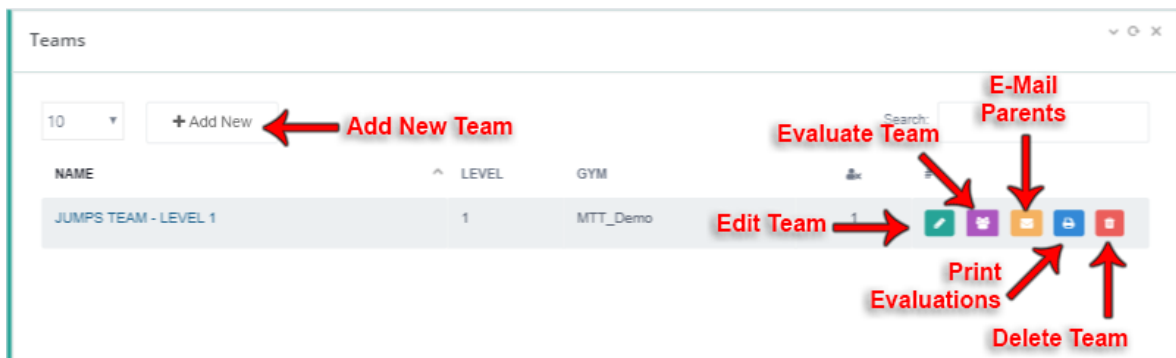 Teams
E-Mail
Parents
10
+ Add New
Add New Team
Search:
Evaluate Team
NAME
LEVEL
GYM
JUMPS TEAM - LEVEL 1
1
MTT_Demo
1
Edit Team
Print
Evaluations
Delete Team